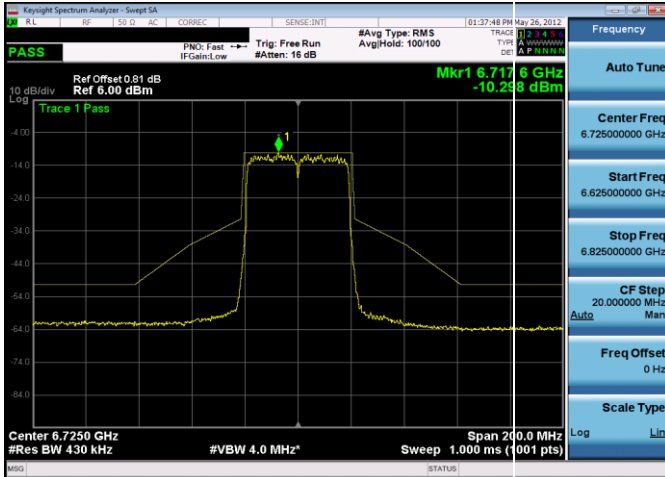 Keysight Spectrum Analyzer - Swept SA
RL RF 50 Ω AC CORREC SENSE:INT 01:37:48 PM May 26, 2012
#Avg Type: RMS TRACE 1 2 3 4 5 6
PNO: Fast Trig: Free Run Avg|Hold: 100/100 TYPE A WWWWW
PASS IFGain:Low #Atten: 16 dB DET A P N N N N
Ref Offset 0.81 dB Mkr1 6.717 6 GHz
10 dB/div Ref 6.00 dBm -10.298 dBm
Log
Trace 1 Pass
1
-4.00
-14.0
-24.0
-34.0
-44.0
-54.0
-64.0
-74.0
-84.0
Center 6.7250 GHz Span 200.0 MHz
#Res BW 430 kHz #VBW 4.0 MHz* Sweep 1.000 ms (1001 pts)
MSG STATUS
Frequency
Auto Tune
Center Freq
6.725000000 GHz
Start Freq
6.625000000 GHz
Stop Freq
6.825000000 GHz
CF Step
20.000000 MHz
Auto Man
Freq Offset
0 Hz
Scale Type
Log Lin